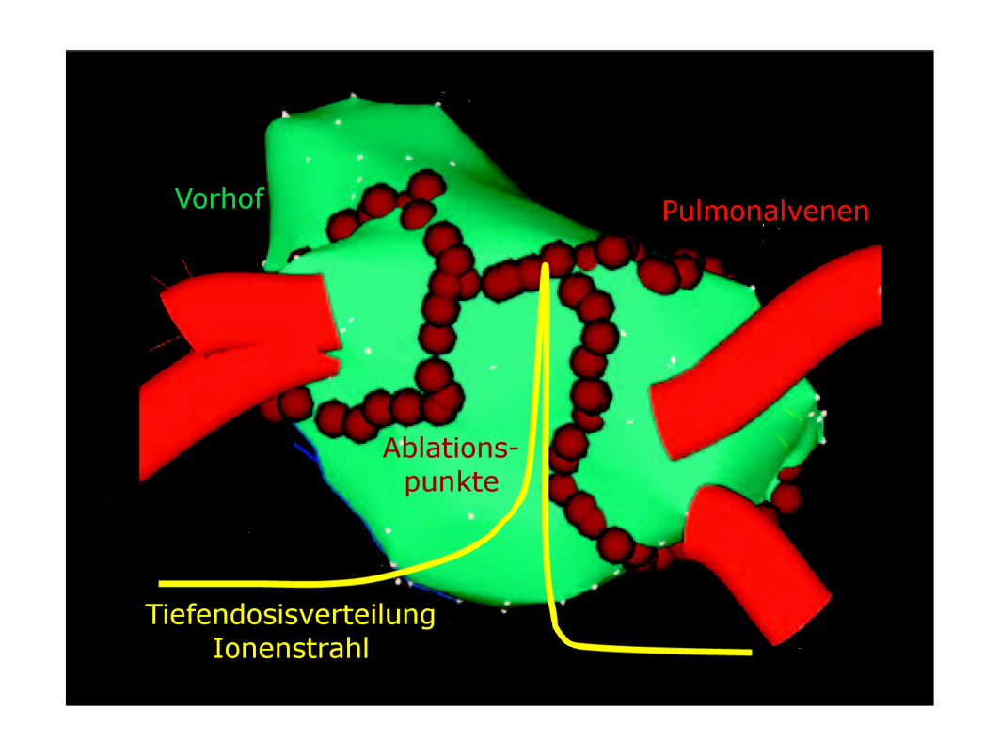 Vorhof
Pulmonalvenen
Ablations-
punkte
Tiefendosisverteilung
Ionenstrahl